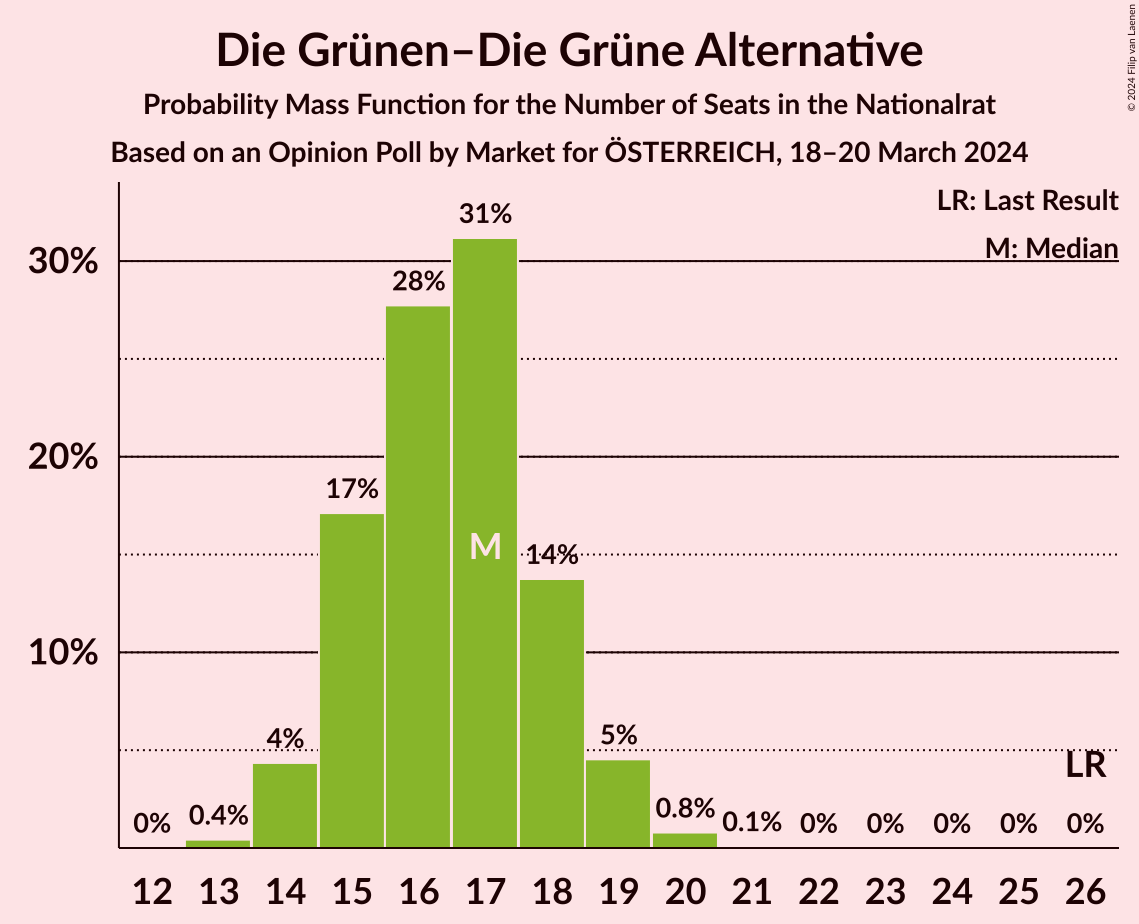 Die Grünen–Die Grüne Alternative
Probability Mass Function for the Number of Seats in the Nationalrat
Based on an Opinion Poll by Market for ÖSTERREICH, 18–20 March 2024
© 2024 Filip van Laenen
LR: Last Result
M: Median
30%
20%
10%
0%
0.4%
4%
17%
28%
31%
14%
5%
0.8%
0.1%
0%
0%
0%
0%
0%
M
LR
12 13 14 15 16 17 18 19 20 21 22 23 24 25 26